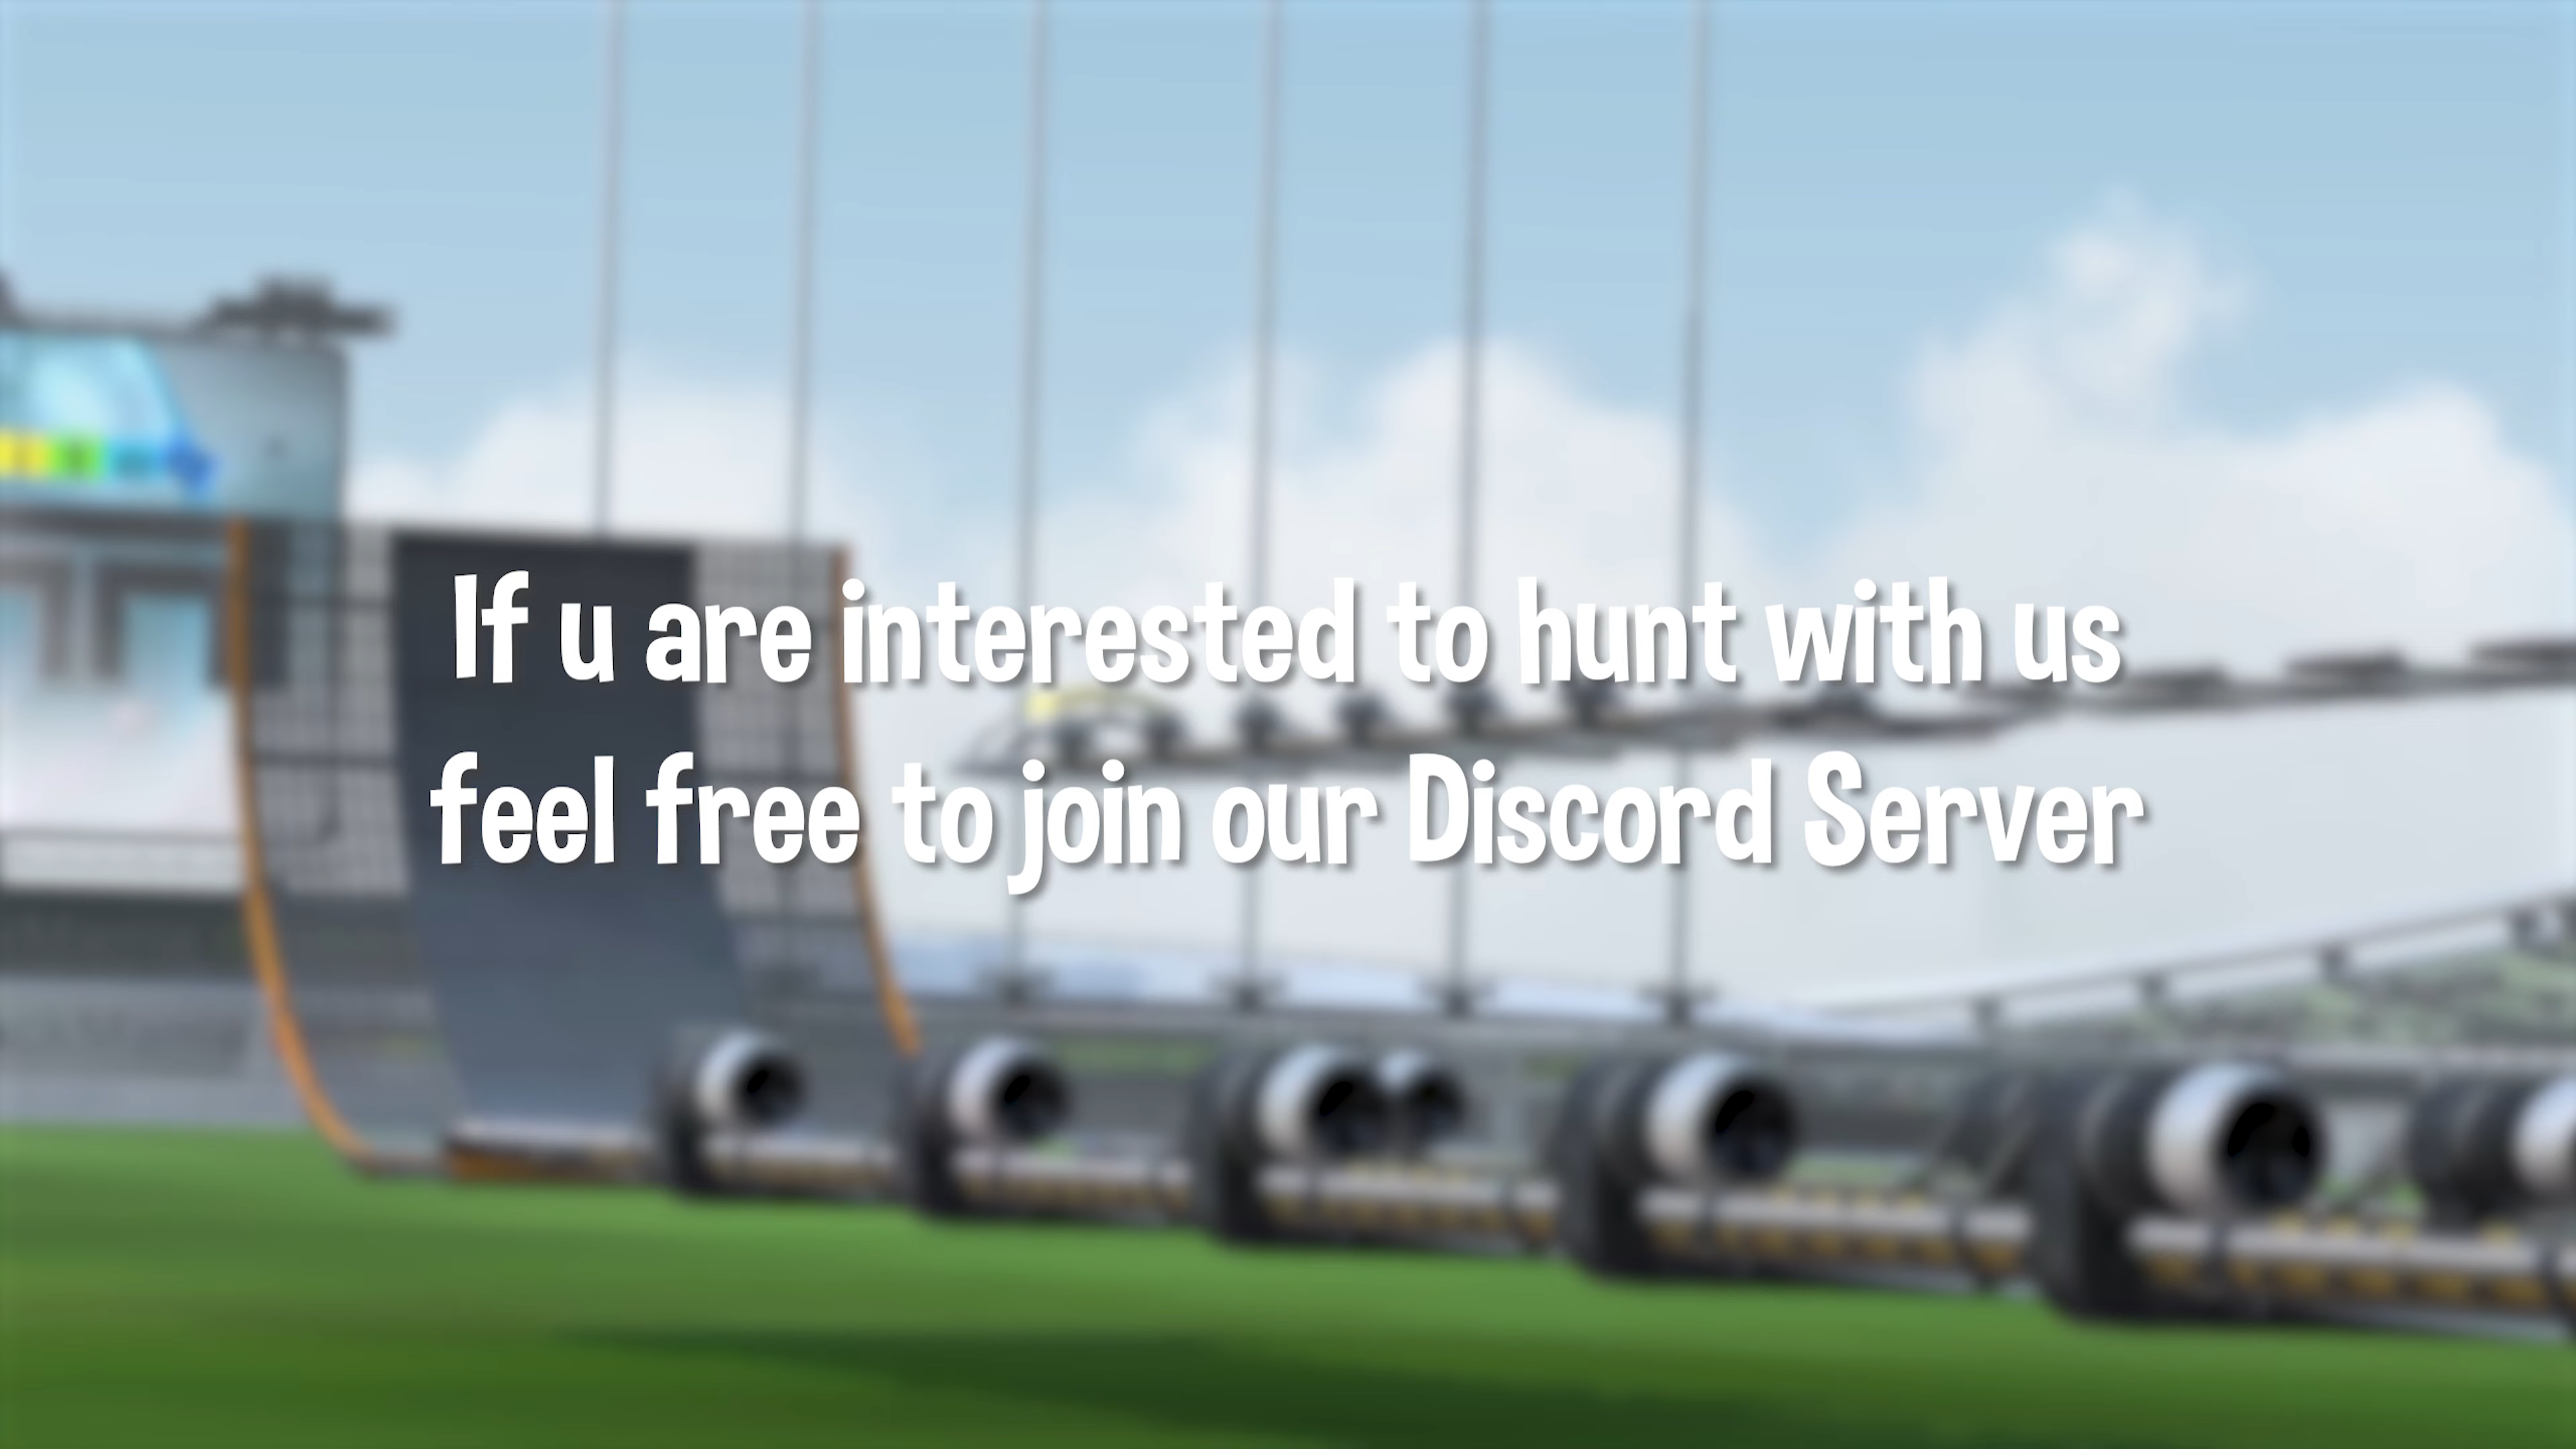 If u are interested to hunt with us
feel free to join our Discord Server